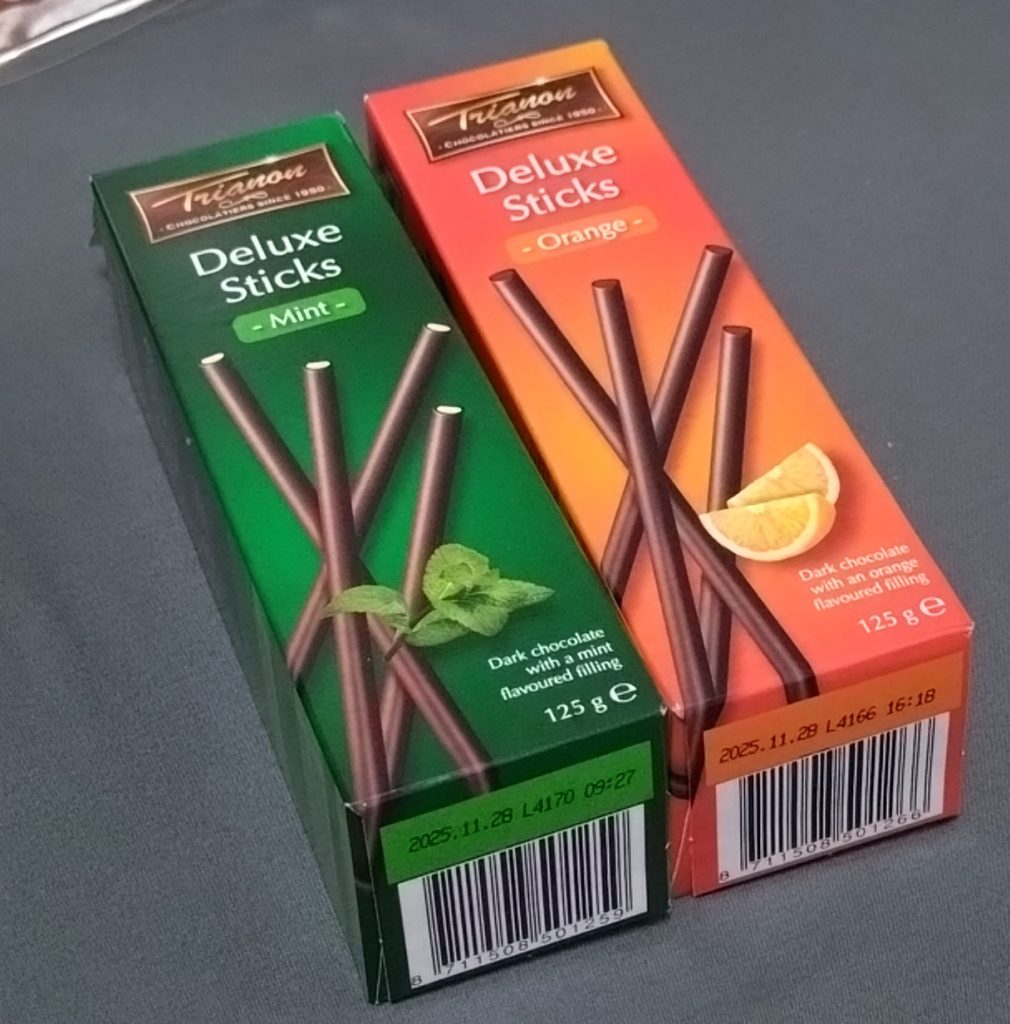 Trianon
· CHOCOLATIERS SINCE 1950 ·
Deluxe
Sticks
- Mint -
Dark chocolate
with a mint
flavoured filling
125 g ℮
2025.11.28 L4170 09:27
8 711508 501259
Trianon
· CHOCOLATIERS SINCE 1950 ·
Deluxe
Sticks
- Orange -
Dark chocolate
with an orange
flavoured filling
125 g ℮
2025.11.28 L4166 16:18
8 711508 501266